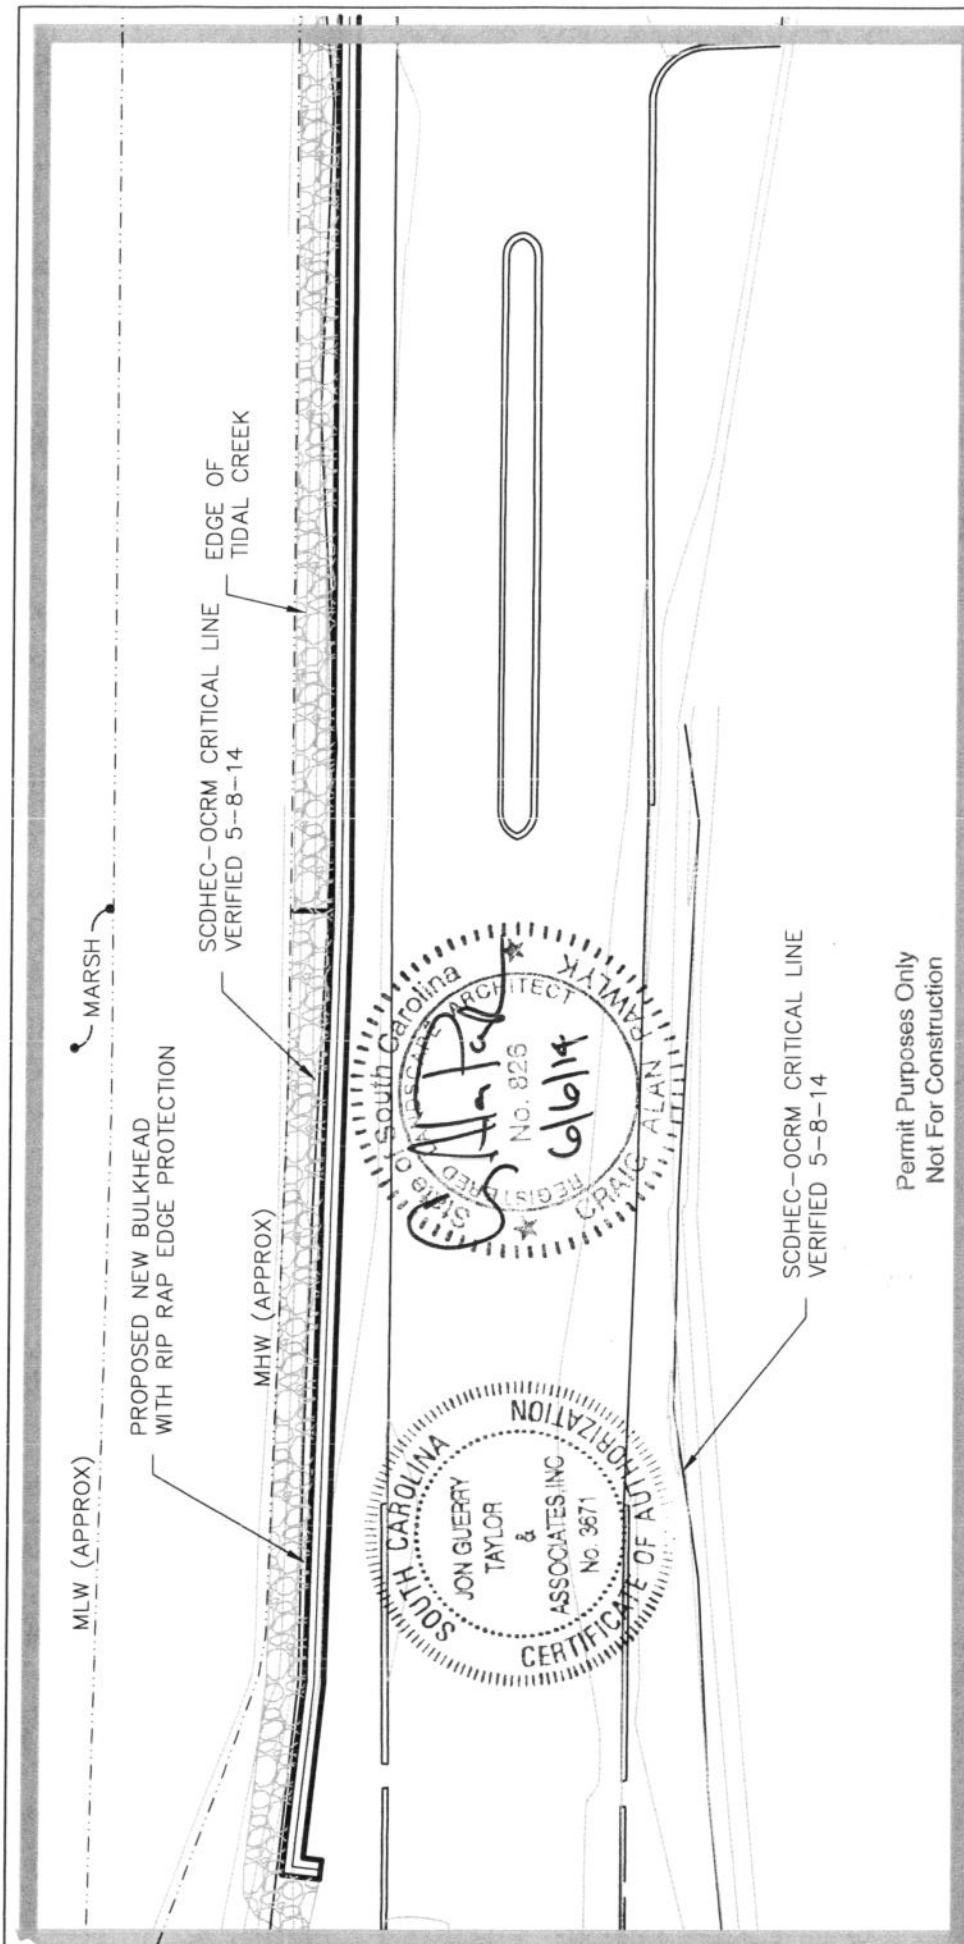 MLW (APPROX)
MARSH
PROPOSED NEW BULKHEAD
WITH RIP RAP EDGE PROTECTION
MHW (APPROX)
SCDHEC-OCRM CRITICAL LINE
VERIFIED 5-8-14
EDGE OF
TIDAL CREEK
SOUTH CAROLINA
JON GUERRY
TAYLOR
&
ASSOCIATES,INC
No. 3671
CERTIFICATE OF AUTHORIZATION
State of South Carolina
REGISTERED LANDSCAPE ARCHITECT
No. 826
6/6/14
CRAIG ALAN PAWLYK
SCDHEC-OCRM CRITICAL LINE
VERIFIED 5-8-14
Permit Purposes Only
Not For Construction